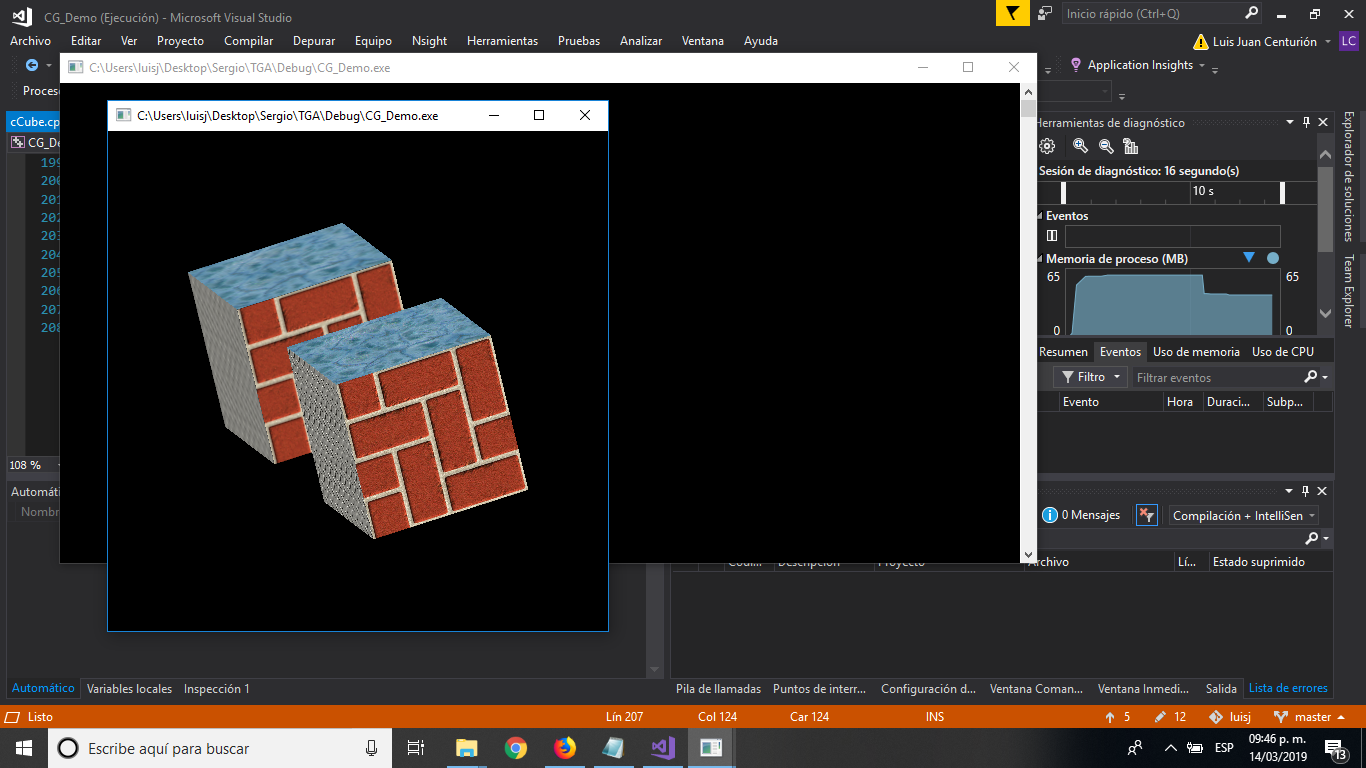 CG_Demo (Ejecución) - Microsoft Visual Studio
Inicio rápido (Ctrl+Q)
Archivo Editar Ver Proyecto Compilar Depurar Equipo Nsight Herramientas Pruebas Analizar Ventana Ayuda
Luis Juan Centurión LC
C:\Users\luisj\Desktop\Sergio\TGA\Debug\CG_Demo.exe
Application Insights
Proces
C:\Users\luisj\Desktop\Sergio\TGA\Debug\CG_Demo.exe
cCube.cp
Herramientas de diagnóstico
CG_De
Sesión de diagnóstico: 16 segundo(s)
10 s
Eventos
Memoria de proceso (MB)
65 65
0 0
199
200
201
202
203
204
205
206
207
208
Resumen Eventos Uso de memoria Uso de CPU
Filtro Filtrar eventos
Evento Hora Duraci... Subp...
108 %
Automátic
Nombr
0 Mensajes Compilación + IntelliSen
Códi... Descripción Proyecto Archivo Lí... Estado suprimido
Automático Variables locales Inspección 1
Pila de llamadas Puntos de interr... Configuración d... Ventana Coman... Ventana Inmedi... Salida Lista de errores
Explorador de soluciones
Team Explorer
Listo Lín 207 Col 124 Car 124 INS 5 12 luisj master
Escribe aquí para buscar
ESP
09:46 p. m.
14/03/2019
13